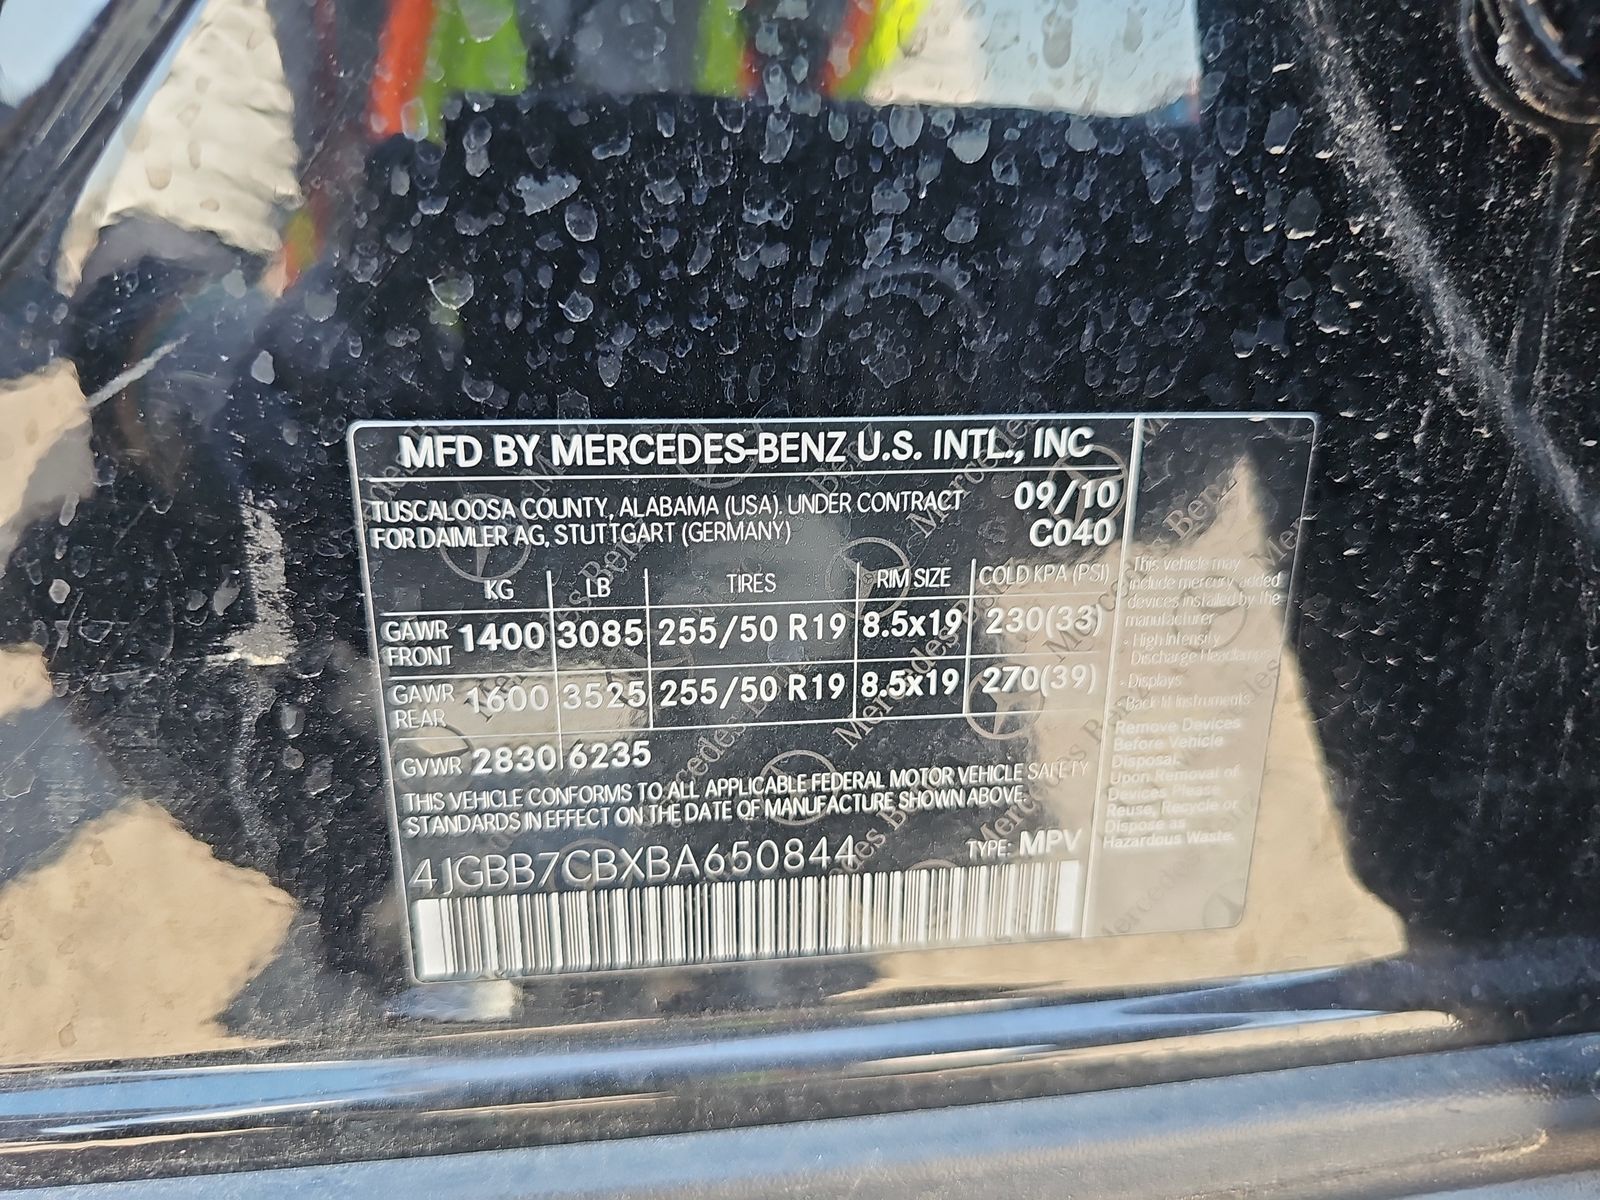 MFD BY MERCEDES-BENZ U.S. INTL., INC
TUSCALOOSA COUNTY, ALABAMA (USA). UNDER CONTRACT 09/10
FOR DAIMLER AG, STUTTGART (GERMANY) C040
KG LB TIRES RIM SIZE COLD KPA (PSI)
GAWR FRONT 1400 3085 255/50 R19 8.5x19 230(33)
GAWR REAR 1600 3525 255/50 R19 8.5x19 270(39)
GVWR 2830 6235
THIS VEHICLE CONFORMS TO ALL APPLICABLE FEDERAL MOTOR VEHICLE SAFETY
STANDARDS IN EFFECT ON THE DATE OF MANUFACTURE SHOWN ABOVE.
4JGBB7CBXBA650844 TYPE: MPV
This vehicle may
include mercury added
devices installed by the
manufacturer
- High Intensity
Discharge Headlamps
- Displays
- Back lit Instruments
Remove Devices
Before Vehicle
Disposal.
Upon Removal of
Devices Please
Reuse, Recycle or
Dispose as
Hazardous Waste.